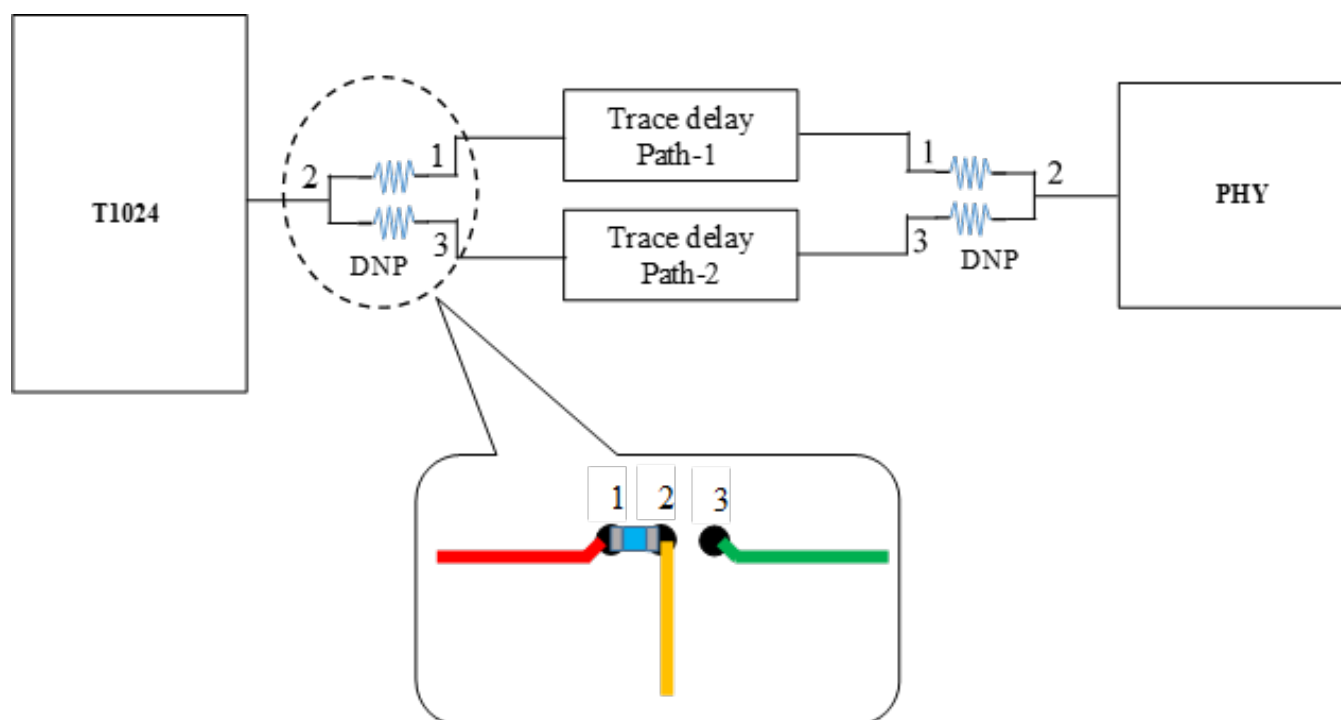 T1024
2
1
3
DNP
Trace delay
Path-1
Trace delay
Path-2
1
3
2
DNP
PHY
1 2 3